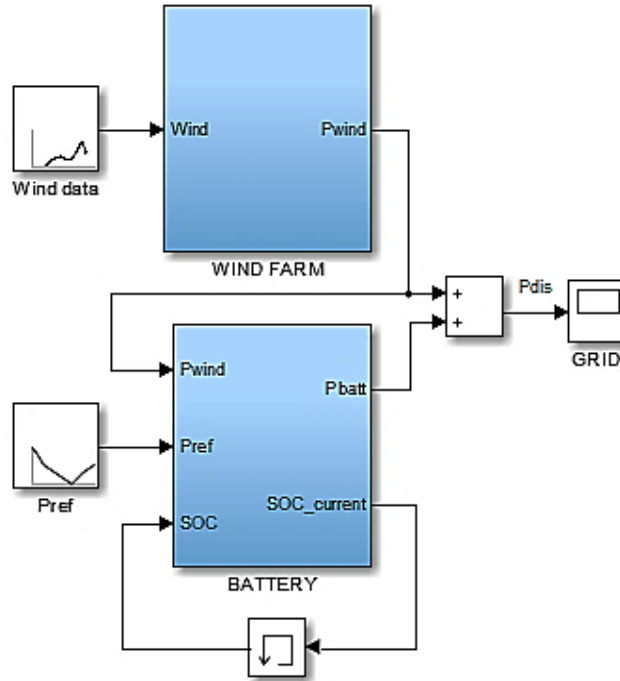 Wind
Pwind
Wind data
WIND FARM
Pdis
+
+
GRID
Pwind
Pbatt
Pref
Pref
SOC_current
SOC
BATTERY